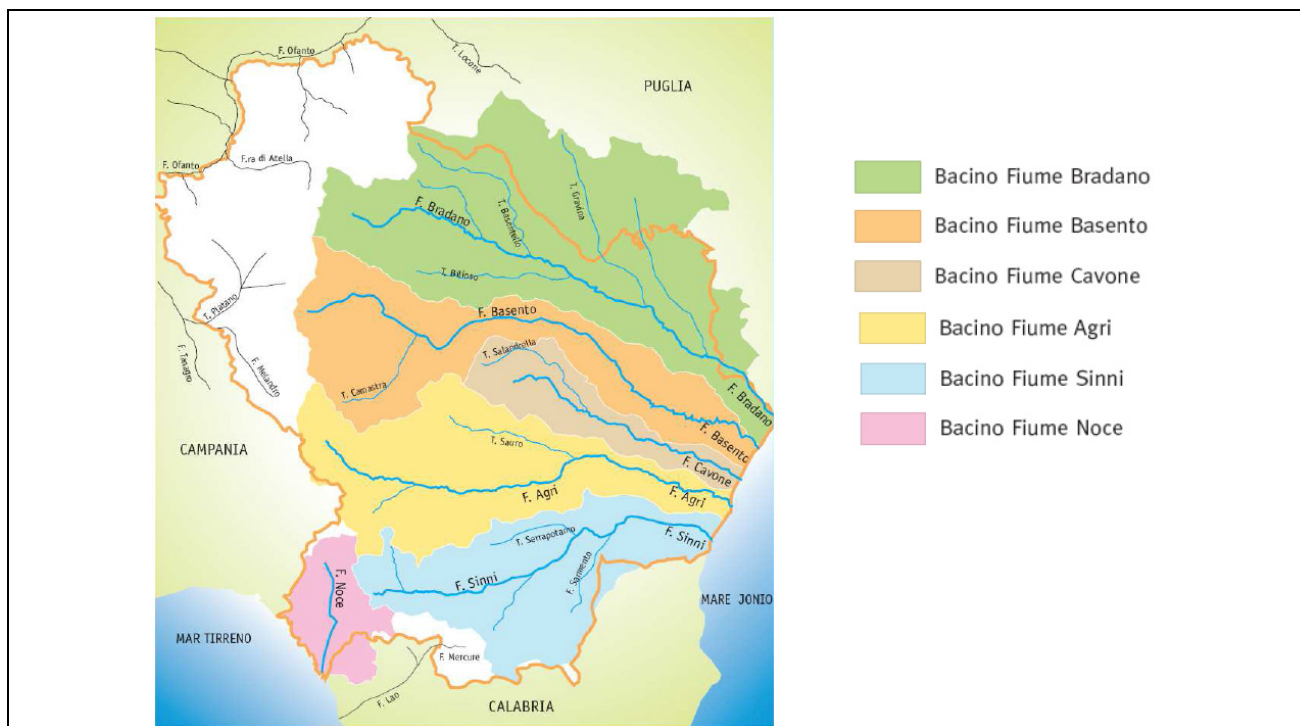 F. Ofanto
T. Locone
PUGLIA
F. Ofanto
F.ra di Atella
F. Bradano
T. Basentello
T. Gravina
T. Bilioso
F. Basento
T. Platano
F. Tanagro
F. Melandro
T. Camastra
T. Salandrella
F. Bradano
F. Basento
F. Cavone
CAMPANIA
T. Sauro
F. Agri
F. Agri
T. Serrapotamo
F. Sinni
F. Sinni
F. Sarmento
F. Noce
MARE JONIO
MAR TIRRENO
F. Mercure
F. Lao
CALABRIA
Bacino Fiume Bradano
Bacino Fiume Basento
Bacino Fiume Cavone
Bacino Fiume Agri
Bacino Fiume Sinni
Bacino Fiume Noce